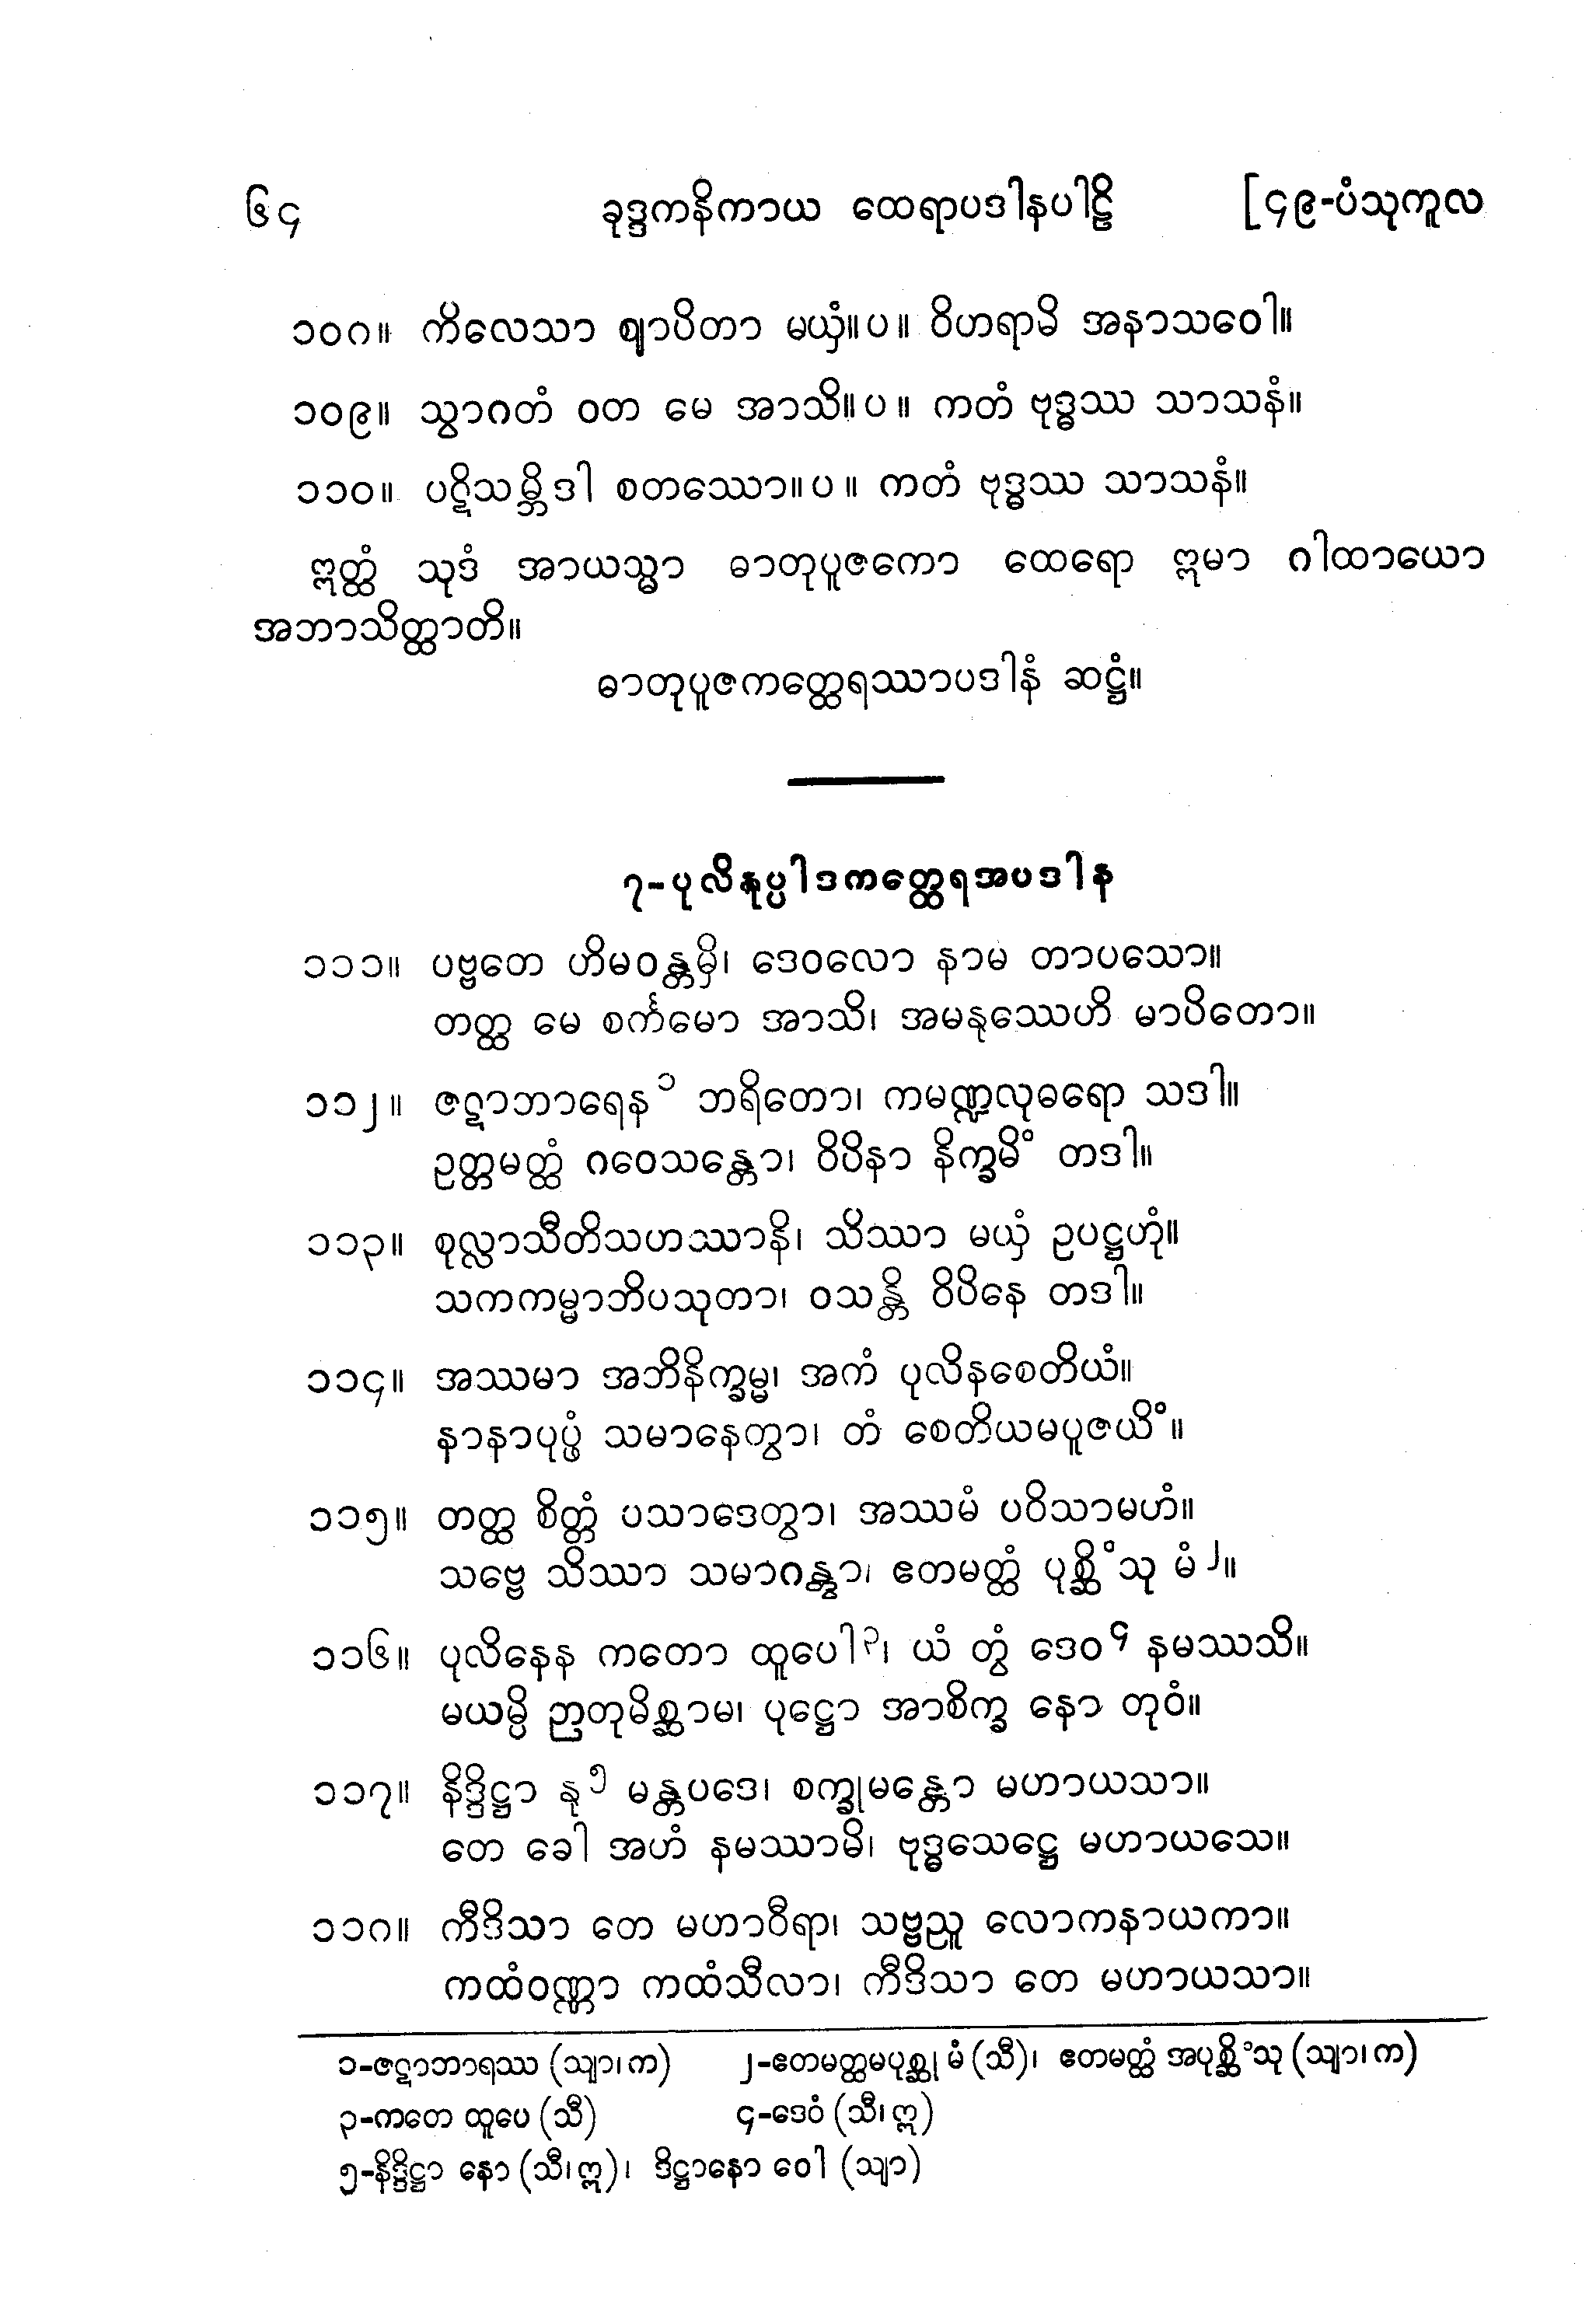 ၆၄ ခုဒ္ဒကနိကာယ ထေရာပဒါနပါဠိ [၄၉-ပံသုကူလ
၁၀၈။ ကိလေသာ ဈာပိတာ မယှံ။ပ။ ဝိဟရာမိ အနာသဝေါ။
၁၀၉။ သွာဂတံ ဝတ မေ အာသိ။ပ။ ကတံ ဗုဒ္ဓဿ သာသနံ။
၁၁၀။ ပဋိသမ္ဘိဒါ စတဿော။ပ။ ကတံ ဗုဒ္ဓဿ သာသနံ။
ဣတ္ထံ သုဒံ အာယသ္မာ ဓာတုပူဇကော ထေရော ဣမာ ဂါထာယော
အဘာသိတ္ထာတိ။
ဓာတုပူဇကတ္ထေရဿာပဒါနံ ဆဋ္ဌံ။
၇-ပုလိနုပ္ပါဒကတ္ထေရအပဒါန
၁၁၁။ ပဗ္ဗတေ ဟိမဝန္တမှိ၊ ဒေဝလော နာမ တာပသော။
တတ္ထ မေ စင်္ကမော အာသိ၊ အမနုဿေဟိ မာပိတော။
၁၁၂။ ဇဋာဘာရေန ၁ ဘရိတော၊ ကမဏ္ဍလုဓရော သဒါ။
ဥတ္တမတ္ထံ ဂဝေသန္တော၊ ဝိပိနာ နိက္ခမိံ တဒါ။
၁၁၃။ စုလ္လာသီတိသဟဿာနိ၊ သိဿာ မယှံ ဥပဋ္ဌဟုံ။
သကကမ္မာဘိပသုတာ၊ ဝသန္တိ ဝိပိနေ တဒါ။
၁၁၄။ အဿမာ အဘိနိက္ခမ္မ၊ အကံ ပုလိနစေတိယံ။
နာနာပုပ္ဖံ သမာနေတွာ၊ တံ စေတိယမပူဇယိံ။
၁၁၅။ တတ္ထ စိတ္တံ ပသာဒေတွာ၊ အဿမံ ပဝိသာမဟံ။
သဗ္ဗေ သိဿာ သမာဂန္တွာ၊ ဧတမတ္ထံ ပုစ္ဆိံသု မံ ၂။
၁၁၆။ ပုလိနေန ကတော ထူပေါ ၃၊ ယံ တွံ ဒေဝ ၄ နမဿသိ။
မယမ္ပိ ဉာတုမိစ္ဆာမ၊ ပုဋ္ဌော အာစိက္ခ နော တုဝံ။
၁၁၇။ နိဒ္ဒိဋ္ဌာ နု ၅ မန္တပဒေ၊ စက္ခုမန္တော မဟာယသာ။
တေ ခေါ အဟံ နမဿာမိ၊ ဗုဒ္ဓသေဋ္ဌေ မဟာယသေ။
၁၁၈။ ကီဒိသာ တေ မဟာဝီရာ၊ သဗ္ဗညူ လောကနာယကာ။
ကထံဝဏ္ဏာ ကထံသီလာ၊ ကီဒိသာ တေ မဟာယသာ။
၁-ဇဋာဘာရဿ (သျာ၊က) ၂-ဧတမတ္ထမပုစ္ဆု မံ (သီ)၊ ဧတမတ္ထံ အပုစ္ဆိံသု (သျာ၊က)
၃-ကတေ ထူပေ (သီ) ၄-ဒေဝံ (သီ၊ဣ)
၅-နိဒ္ဒိဋ္ဌာ နော (သီ၊ဣ)၊ ဒိဋ္ဌာနော ဝေါ (သျာ)